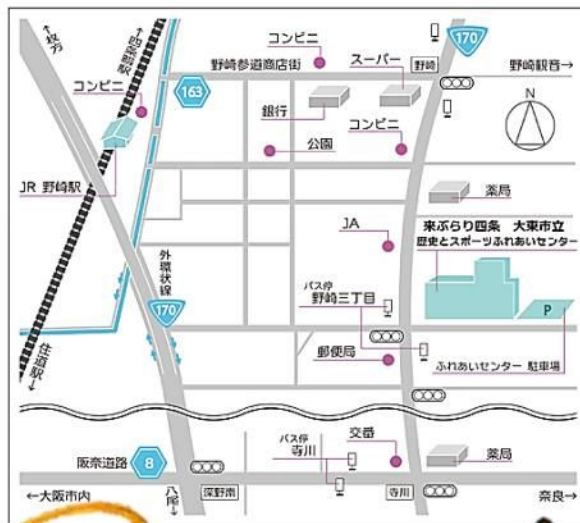 ↑枚方
↑四条畷駅
コンビニ
コンビニ
野崎参道商店街
スーパー
野崎
170
野崎観音→
163
銀行
コンビニ
N
公園
JR 野崎駅
薬局
来ぶらり四条 大東市立
歴史とスポーツふれあいセンター
JA
外環状線
170
バス停
野崎三丁目
P
住道駅↓
郵便局
ふれあいセンター 駐車場
阪奈道路
8
バス停
寺川
交番
薬局
←大阪市内
八尾↓
深野南
寺川
奈良→